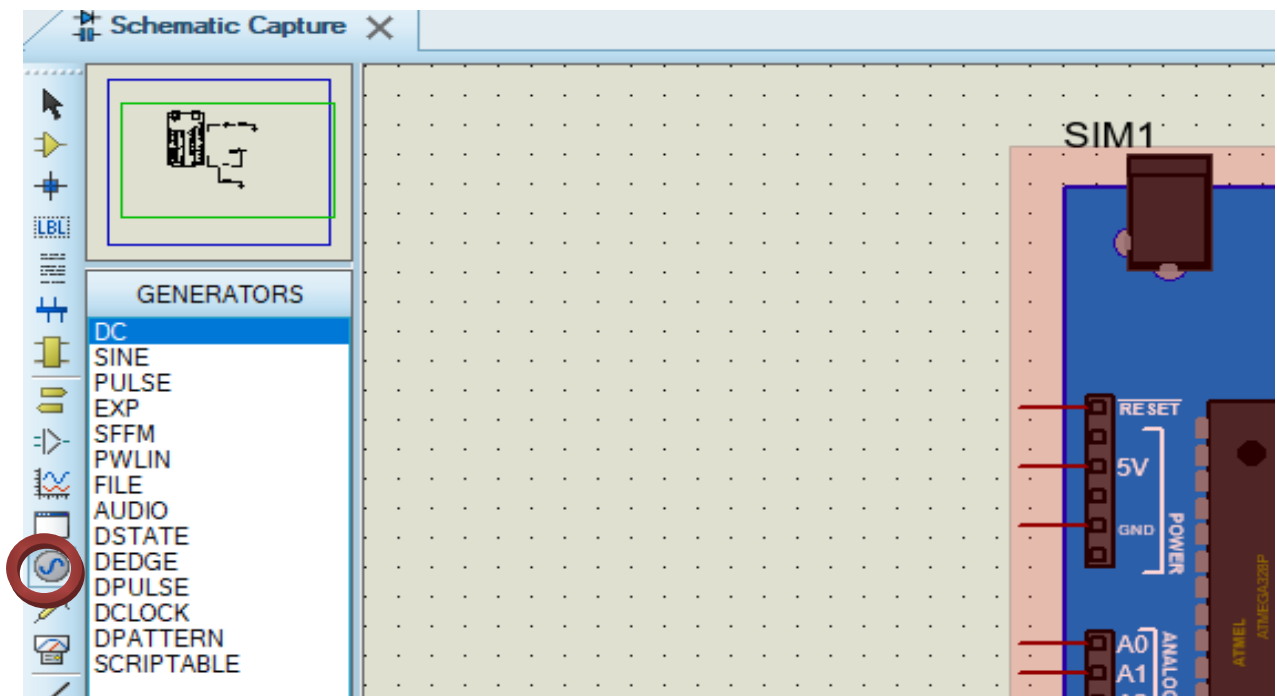 Schematic Capture
LBL
GENERATORS
DC
SINE
PULSE
EXP
SFFM
PWLIN
FILE
AUDIO
DSTATE
DEDGE
DPULSE
DCLOCK
DPATTERN
SCRIPTABLE
SIM1
RESET
5V
GND
POWER
A0
A1
ANALOG
ATMEL
ATMEGA328P